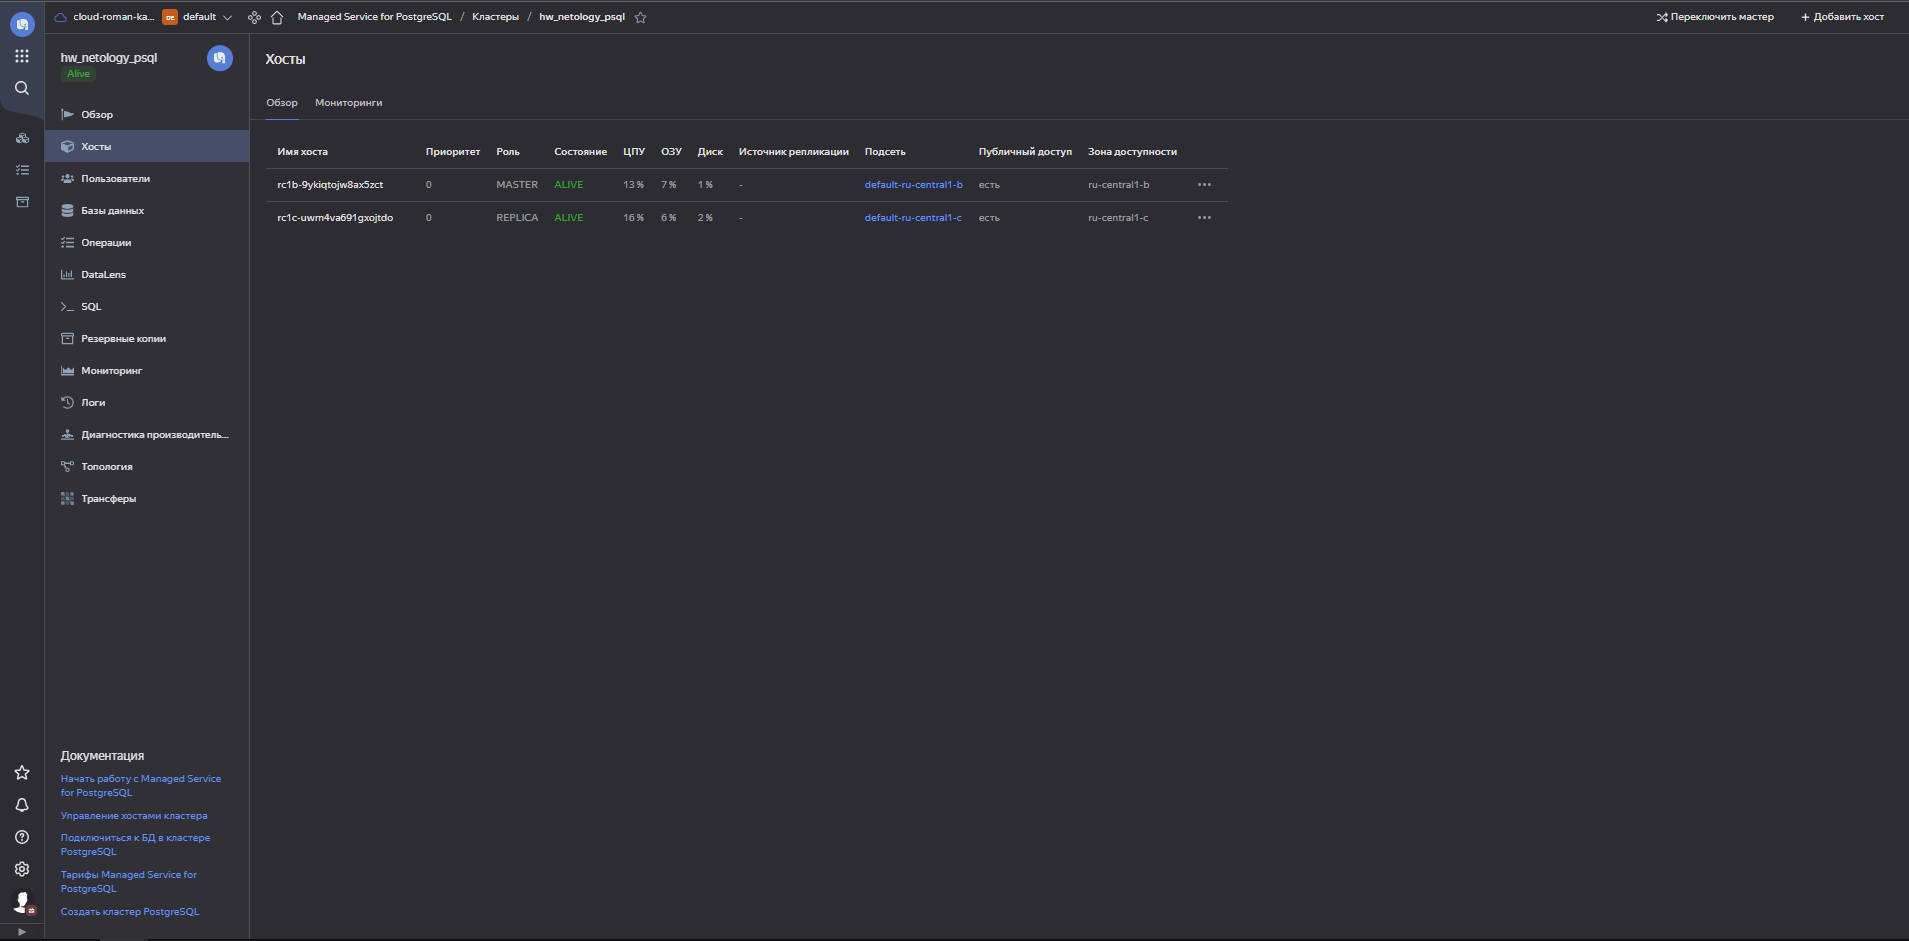 cloud-roman-ka... DE default Managed Service for PostgreSQL / Кластеры / hw_netology_psql Переключить мастер + Добавить хост
hw_netology_psql
Alive
Обзор
Хосты
Пользователи
Базы данных
Операции
DataLens
SQL
Резервные копии
Мониторинг
Логи
Диагностика производитель...
Топология
Трансферы
Документация
Начать работу с Managed Service
for PostgreSQL
Управление хостами кластера
Подключиться к БД в кластере
PostgreSQL
Тарифы Managed Service for
PostgreSQL
Создать кластер PostgreSQL
Хосты
Обзор Мониторинги
Имя хоста Приоритет Роль Состояние ЦПУ ОЗУ Диск Источник репликации Подсеть Публичный доступ Зона доступности
rc1b-9ykiqtojw8ax5zct 0 MASTER ALIVE 13 % 7 % 1 % - default-ru-central1-b есть ru-central1-b
rc1c-uwm4va691gxojtdo 0 REPLICA ALIVE 16 % 6 % 2 % - default-ru-central1-c есть ru-central1-c